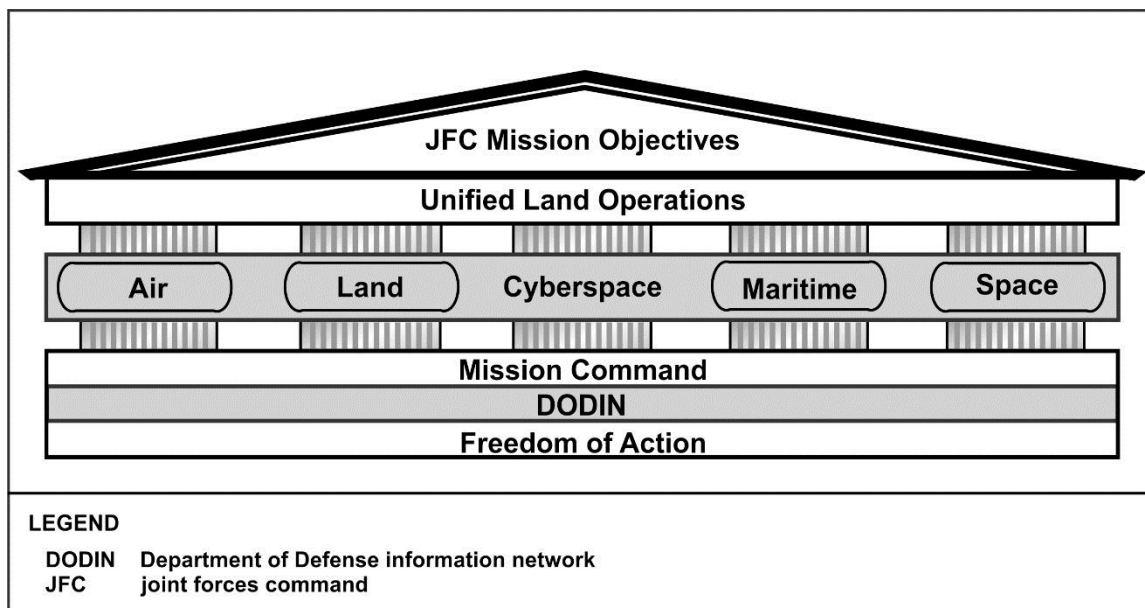 JFC Mission Objectives
Unified Land Operations
Air Land Cyberspace Maritime Space
Mission Command
DODIN
Freedom of Action
LEGEND
DODIN Department of Defense information network
JFC joint forces command